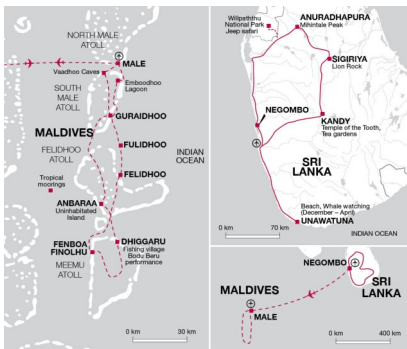 NORTH MALE
ATOLL
MALE
Vaadhoo Caves
Emboodhoo
Lagoon
SOUTH
MALE
ATOLL
GURAIDHOO
MALDIVES
FULIDHOO
FELIDHOO
ATOLL
INDIAN
OCEAN
FELIDHOO
Tropical
moorings
ANBARAA
Uninhabitated
Island
FENBOA
FINOLHU
DHIGGARU
Fishing village
Bodu Beru
performance
MEEMU
ATOLL
0 km
30 km
Wilipaththu
National Park
Jeep safari
ANURADHAPURA
Mihintale Peak
SIGIRIYA
Lion Rock
NEGOMBO
KANDY
Temple of the Tooth,
Tea gardens
SRI
LANKA
Beach, Whale watching
(December – April)
UNAWATUNA
0 km
70 km
INDIAN OCEAN
NEGOMBO
MALDIVES
SRI
LANKA
MALE
0 km
400 km